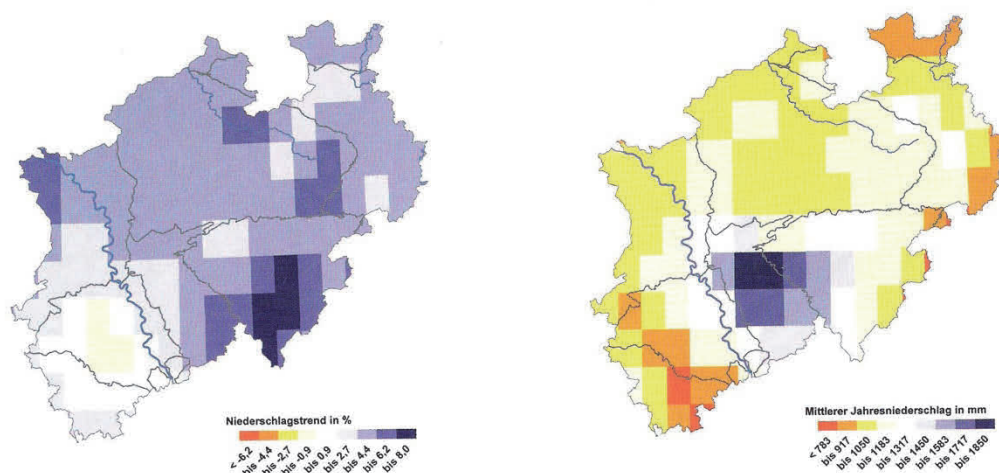 Niederschlagstrend in %
< -6,2
bis -4,4
bis -2,7
bis -0,9
bis 0,9
bis 2,7
bis 4,4
bis 6,2
bis 8,0
Mittlerer Jahresniederschlag in mm
< 783
bis 917
bis 1050
bis 1183
bis 1317
bis 1450
bis 1583
bis 1717
bis 1850